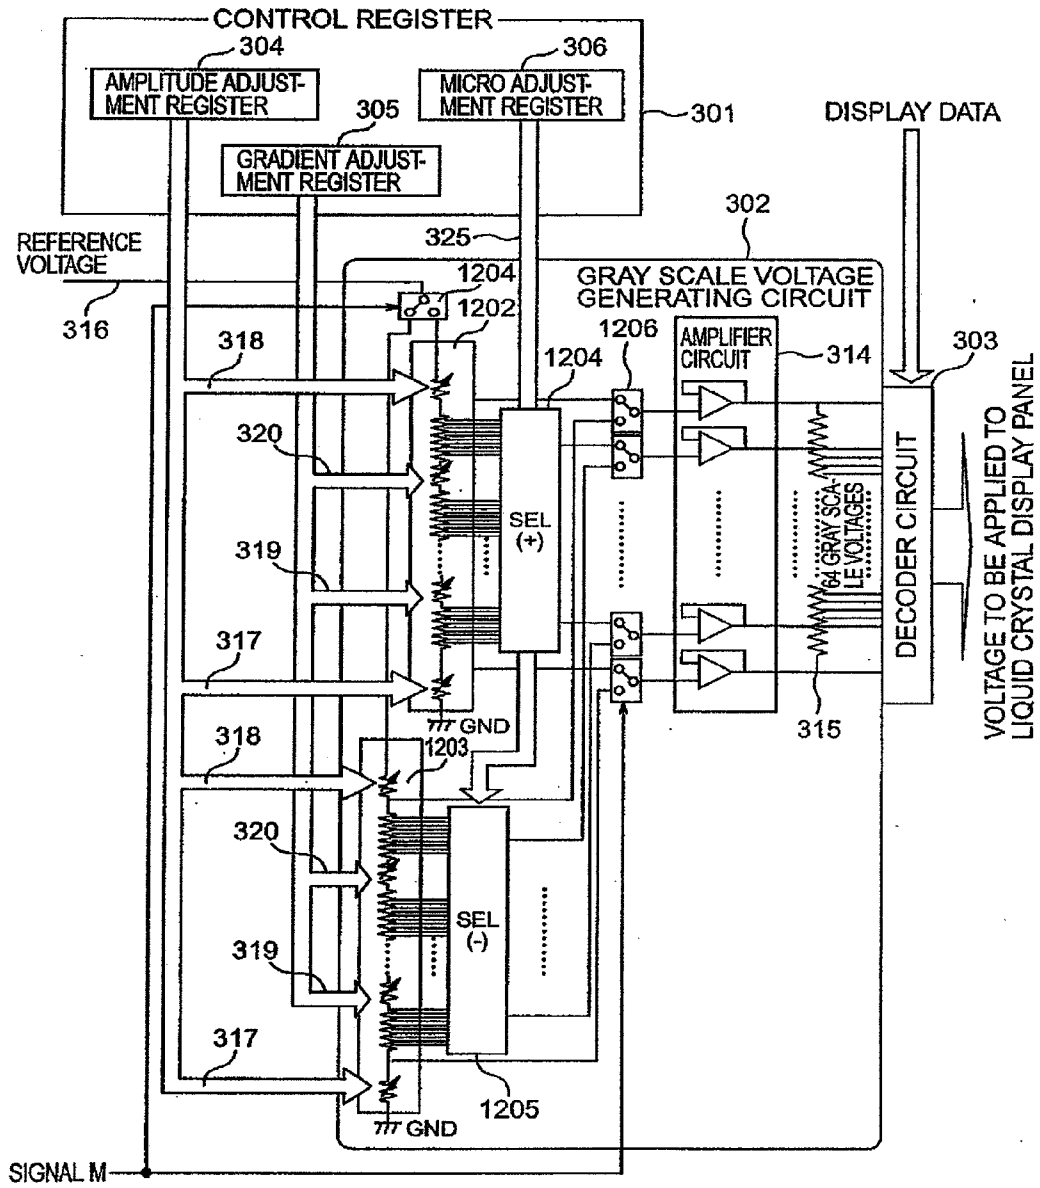 CONTROL REGISTER
304
306
AMPLITUDE ADJUST-
MENT REGISTER
MICRO ADJUST-
MENT REGISTER
305
301
GRADIENT ADJUST-
MENT REGISTER
DISPLAY DATA
302
325
REFERENCE
VOLTAGE
316
1204
GRAY SCALE VOLTAGE
GENERATING CIRCUIT
1202
318
1206
1204
AMPLIFIER
CIRCUIT
314
303
320
SEL
(+)
319
64 GRAY SCA-
LE VOLTAGES
DECODER CIRCUIT
VOLTAGE TO BE APPLIED TO
LIQUID CRYSTAL DISPLAY PANEL
317
315
GND
318
1203
320
SEL
(-)
319
317
1205
GND
SIGNAL M